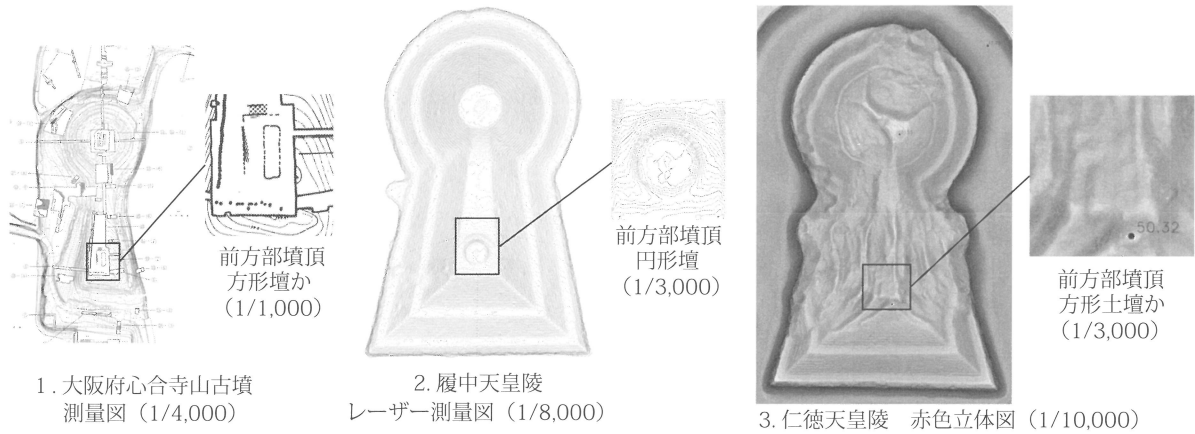 前方部墳頂
方形壇か
（1/1,000）
1. 大阪府心合寺山古墳
測量図（1/4,000）
前方部墳頂
円形壇
（1/3,000）
2. 履中天皇陵
レーザー測量図（1/8,000）
50.32
前方部墳頂
方形土壇か
（1/3,000）
3. 仁徳天皇陵　赤色立体図（1/10,000）